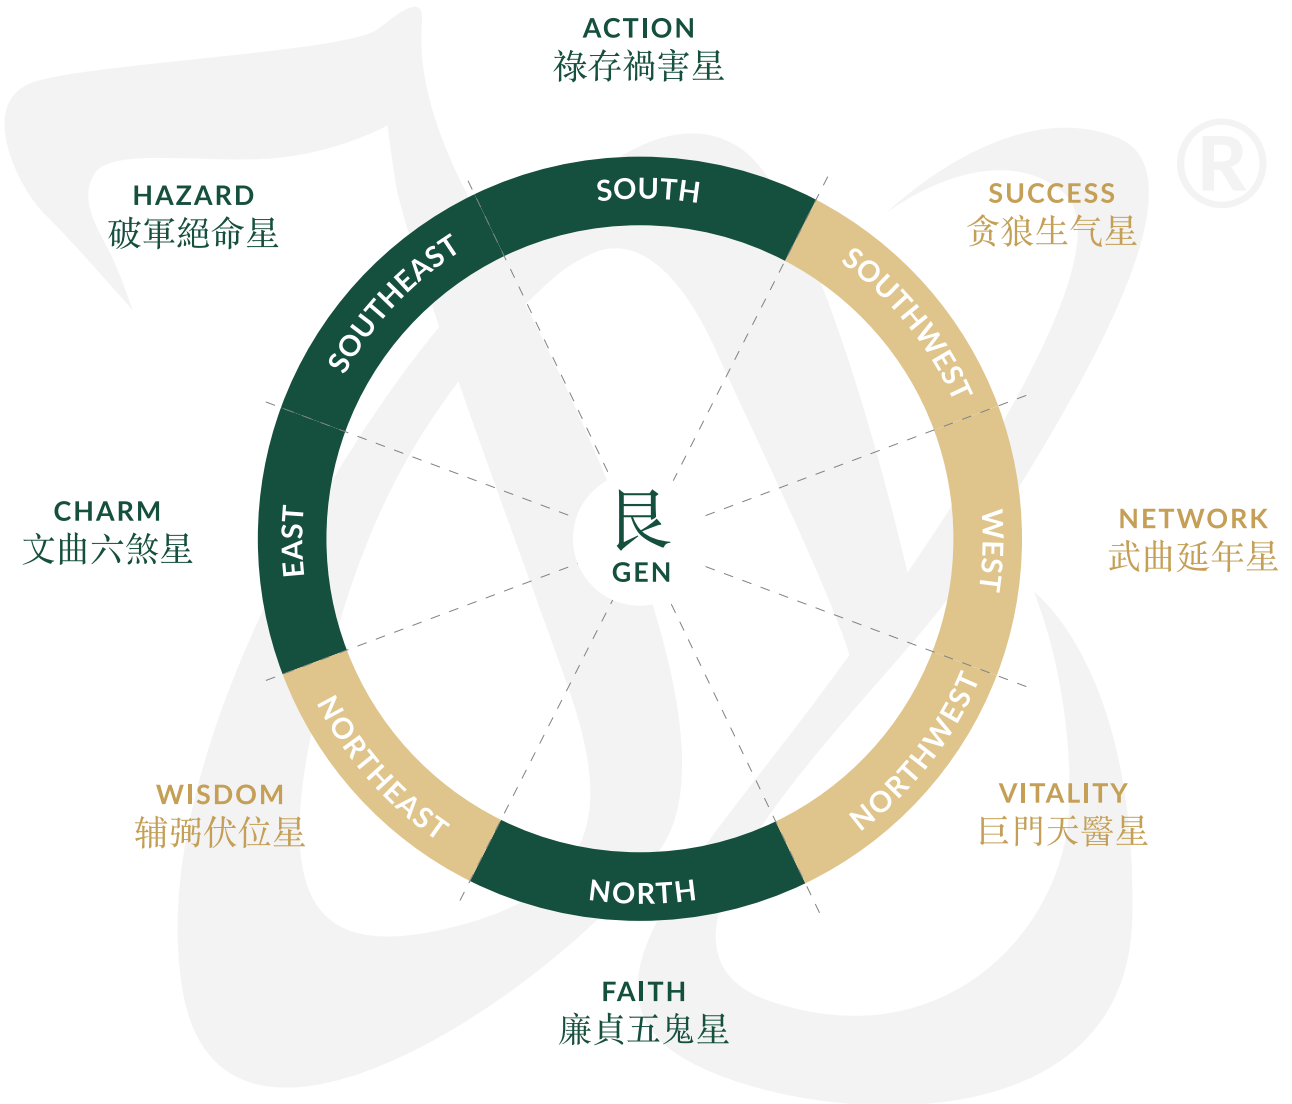 ACTION
祿存禍害星
HAZARD
破軍絕命星
SUCCESS
贪狼生气星
SOUTH
SOUTHEAST
SOUTHWEST
CHARM
文曲六煞星
EAST
艮
GEN
WEST
NETWORK
武曲延年星
WISDOM
辅弼伏位星
NORTHEAST
NORTHWEST
VITALITY
巨門天醫星
NORTH
FAITH
廉貞五鬼星
®